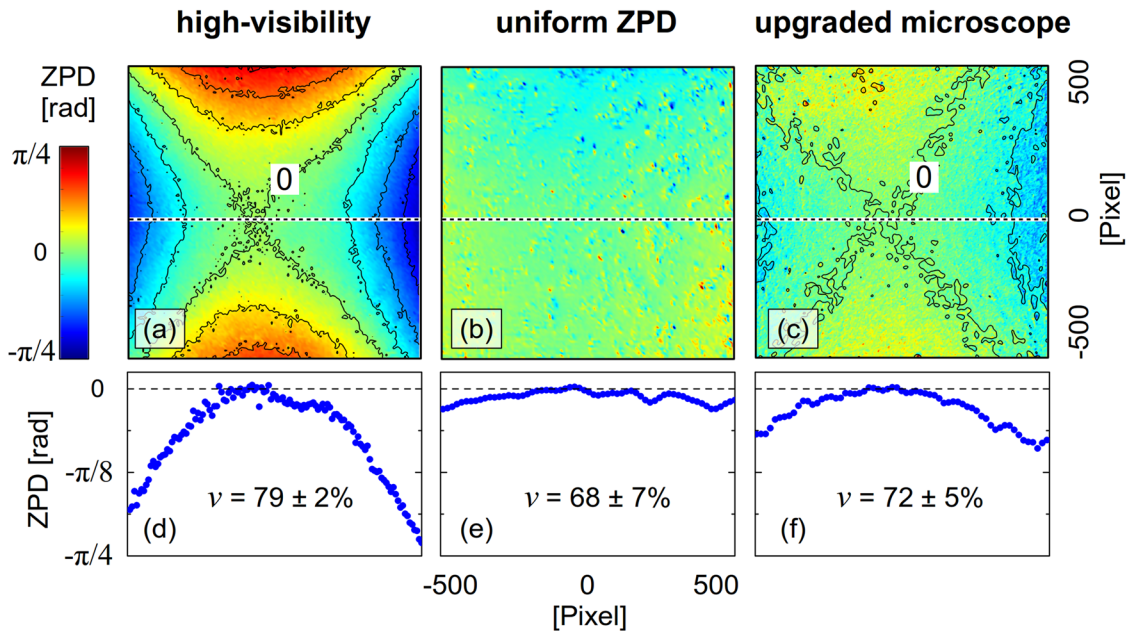 high-visibility
uniform ZPD
upgraded microscope
ZPD
[rad]
π/4
0
-π/4
0
(a)
(b)
0
(c)
500
0
-500
[Pixel]
ZPD [rad]
0
-π/8
-π/4
ν = 79 ± 2%
(d)
ν = 68 ± 7%
(e)
ν = 72 ± 5%
(f)
-500
0
500
[Pixel]